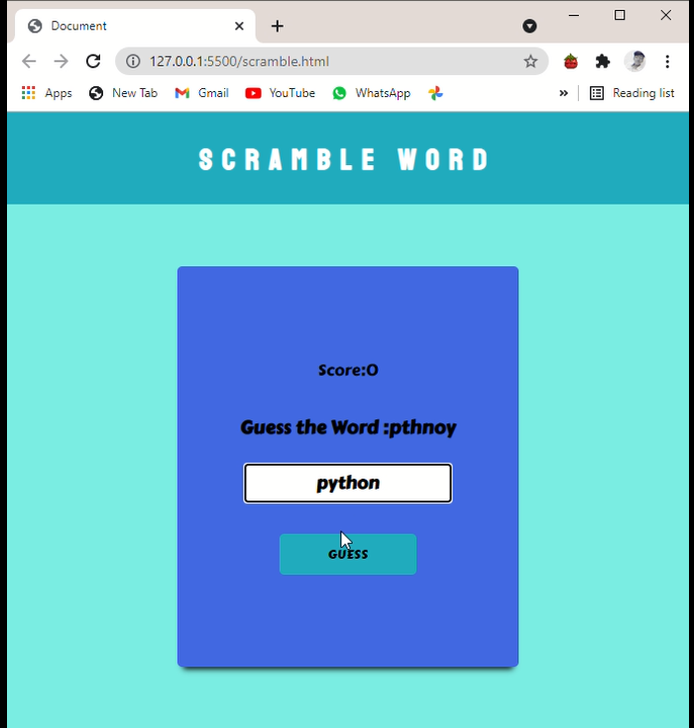 Document
127.0.0.1:5500/scramble.html
Apps New Tab Gmail YouTube WhatsApp » Reading list
SCRAMBLE WORD
Score:0
Guess the Word :pthnoy
python
GUESS